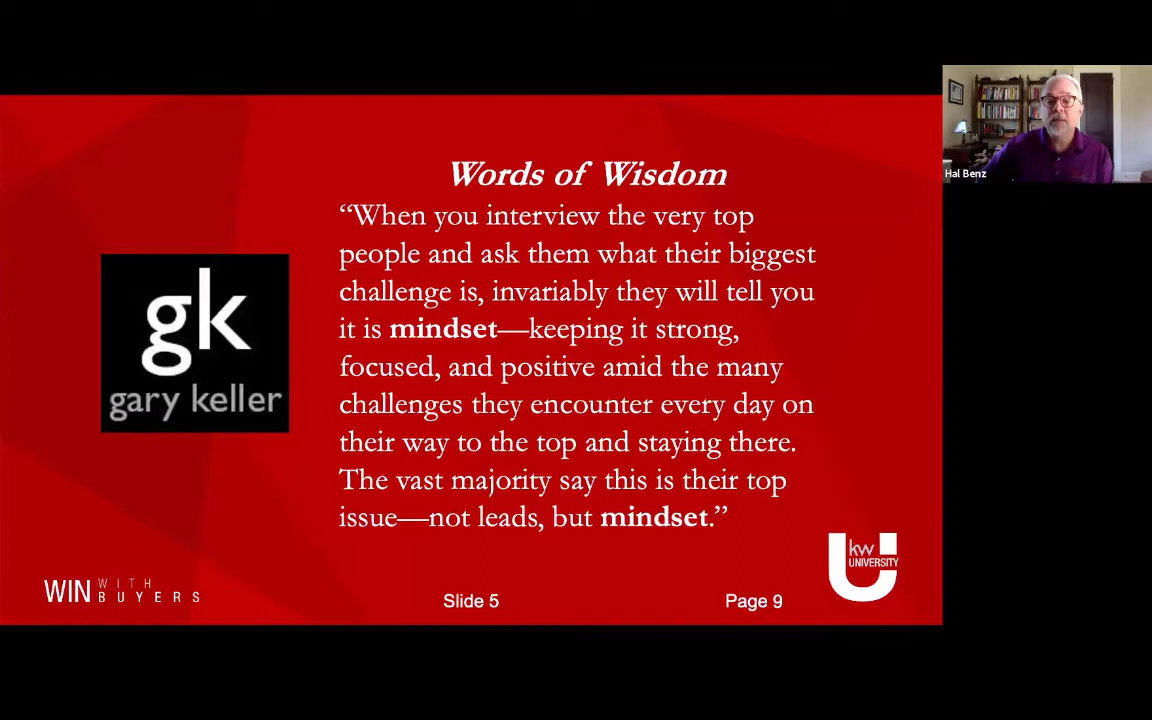 Words of Wisdom
“When you interview the very top
people and ask them what their biggest
challenge is, invariably they will tell you
it is mindset—keeping it strong,
focused, and positive amid the many
challenges they encounter every day on
their way to the top and staying there.
The vast majority say this is their top
issue—not leads, but mindset.”
gk
gary keller
WIN WITH
BUYERS
Slide 5
Page 9
kw
UNIVERSITY
Hal Benz